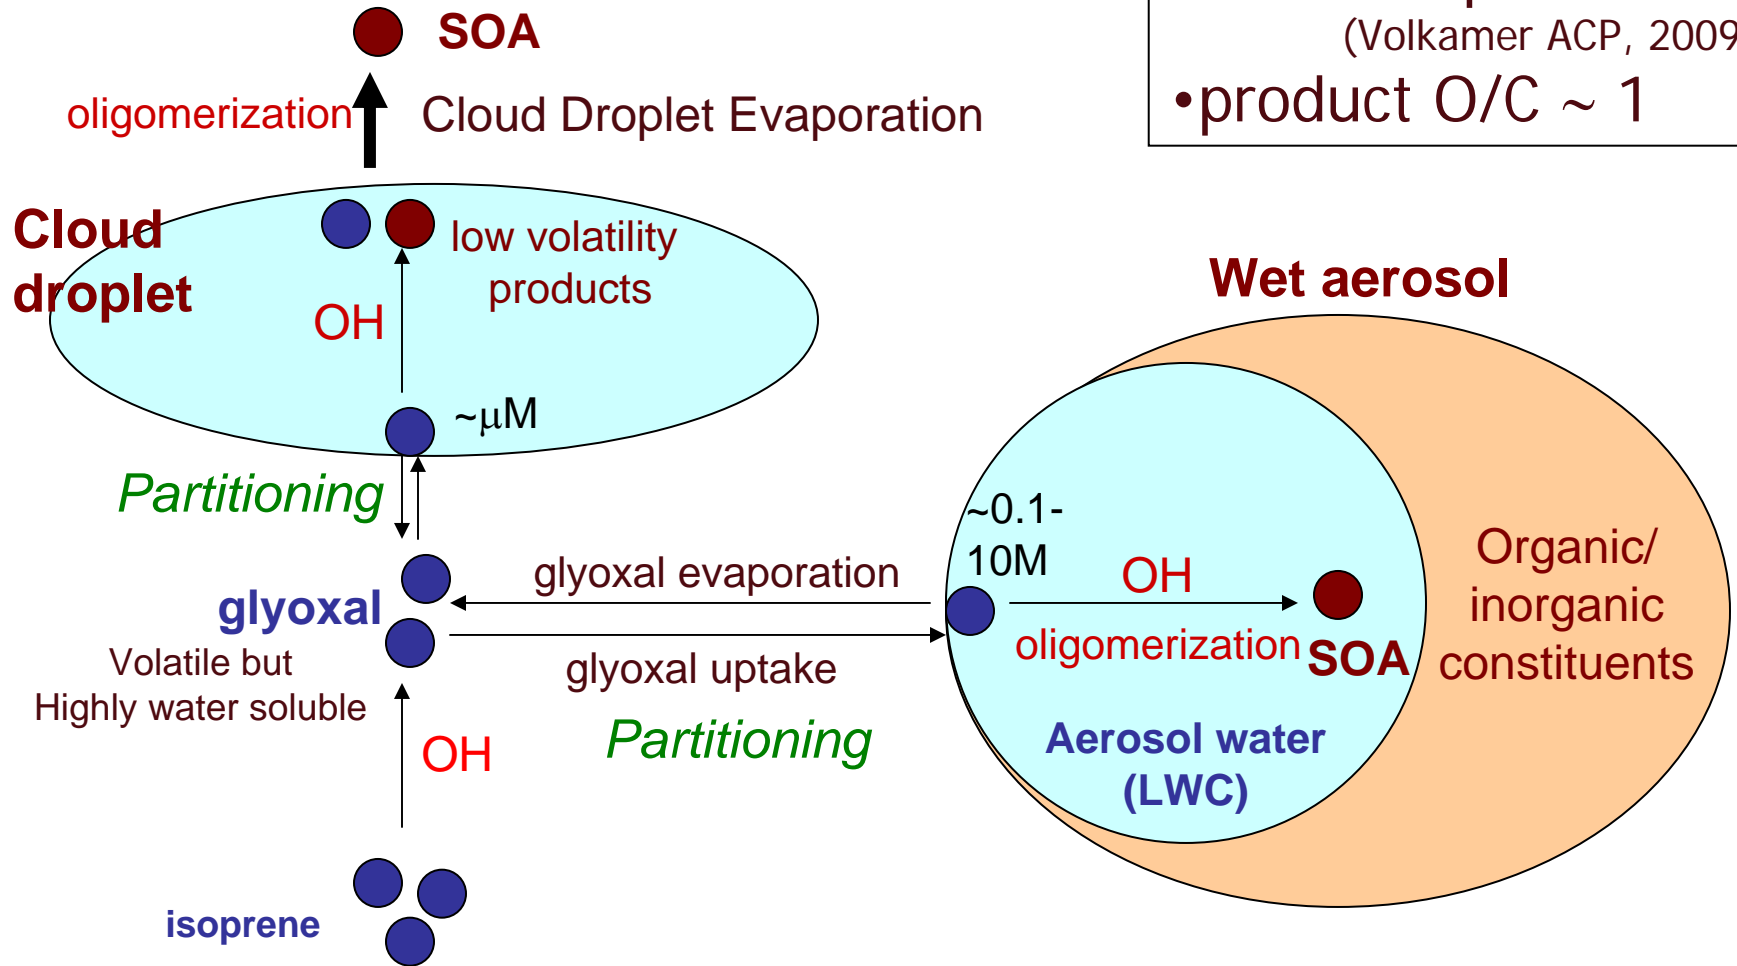 SOA
oligomerization
Cloud Droplet Evaporation
(Volkamer ACP, 2009
•product O/C ~ 1
Cloud
droplet
low volatility
products
OH
~μM
Partitioning
glyoxal
Volatile but
Highly water soluble
OH
isoprene
glyoxal evaporation
glyoxal uptake
Partitioning
Wet aerosol
~0.1-
10M
OH
oligomerization
SOA
Aerosol water
(LWC)
Organic/
inorganic
constituents